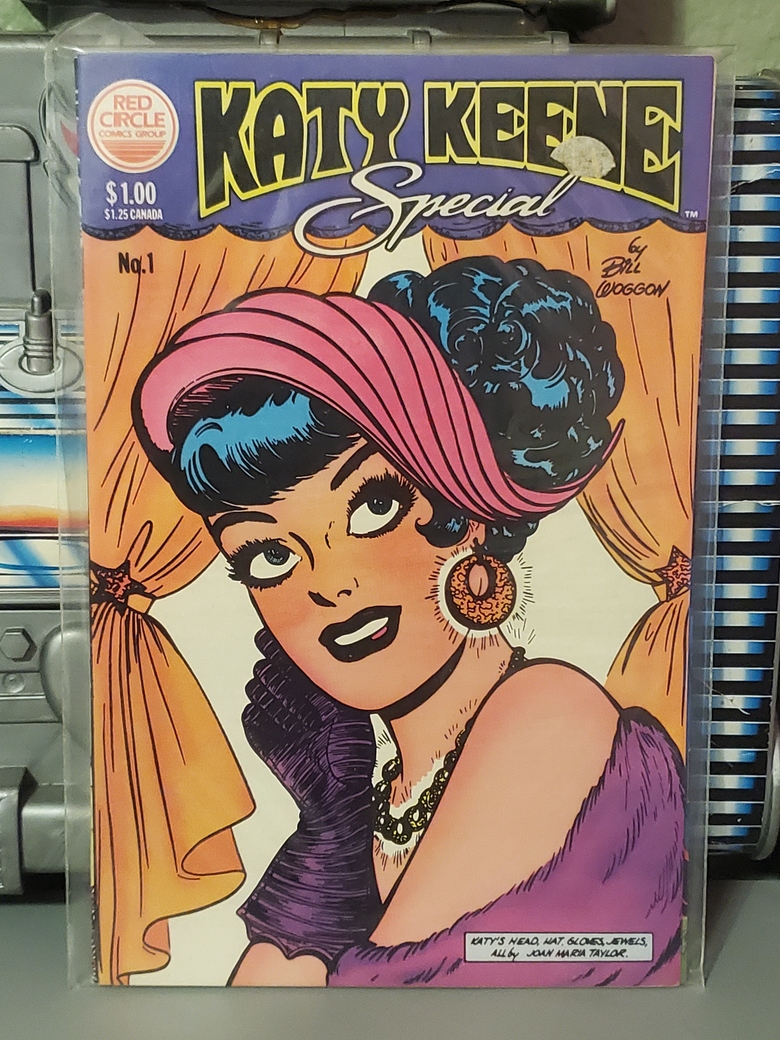 RED
CIRCLE
COMICS GROUP
KATY KEENE
Special
$1.00
$1.25 CANADA
TM
No.1
by
BILL
WOGGON
KATY'S HEAD, HAT, GLOVES, JEWELS,
ALL by JOAN MARIA TAYLOR.